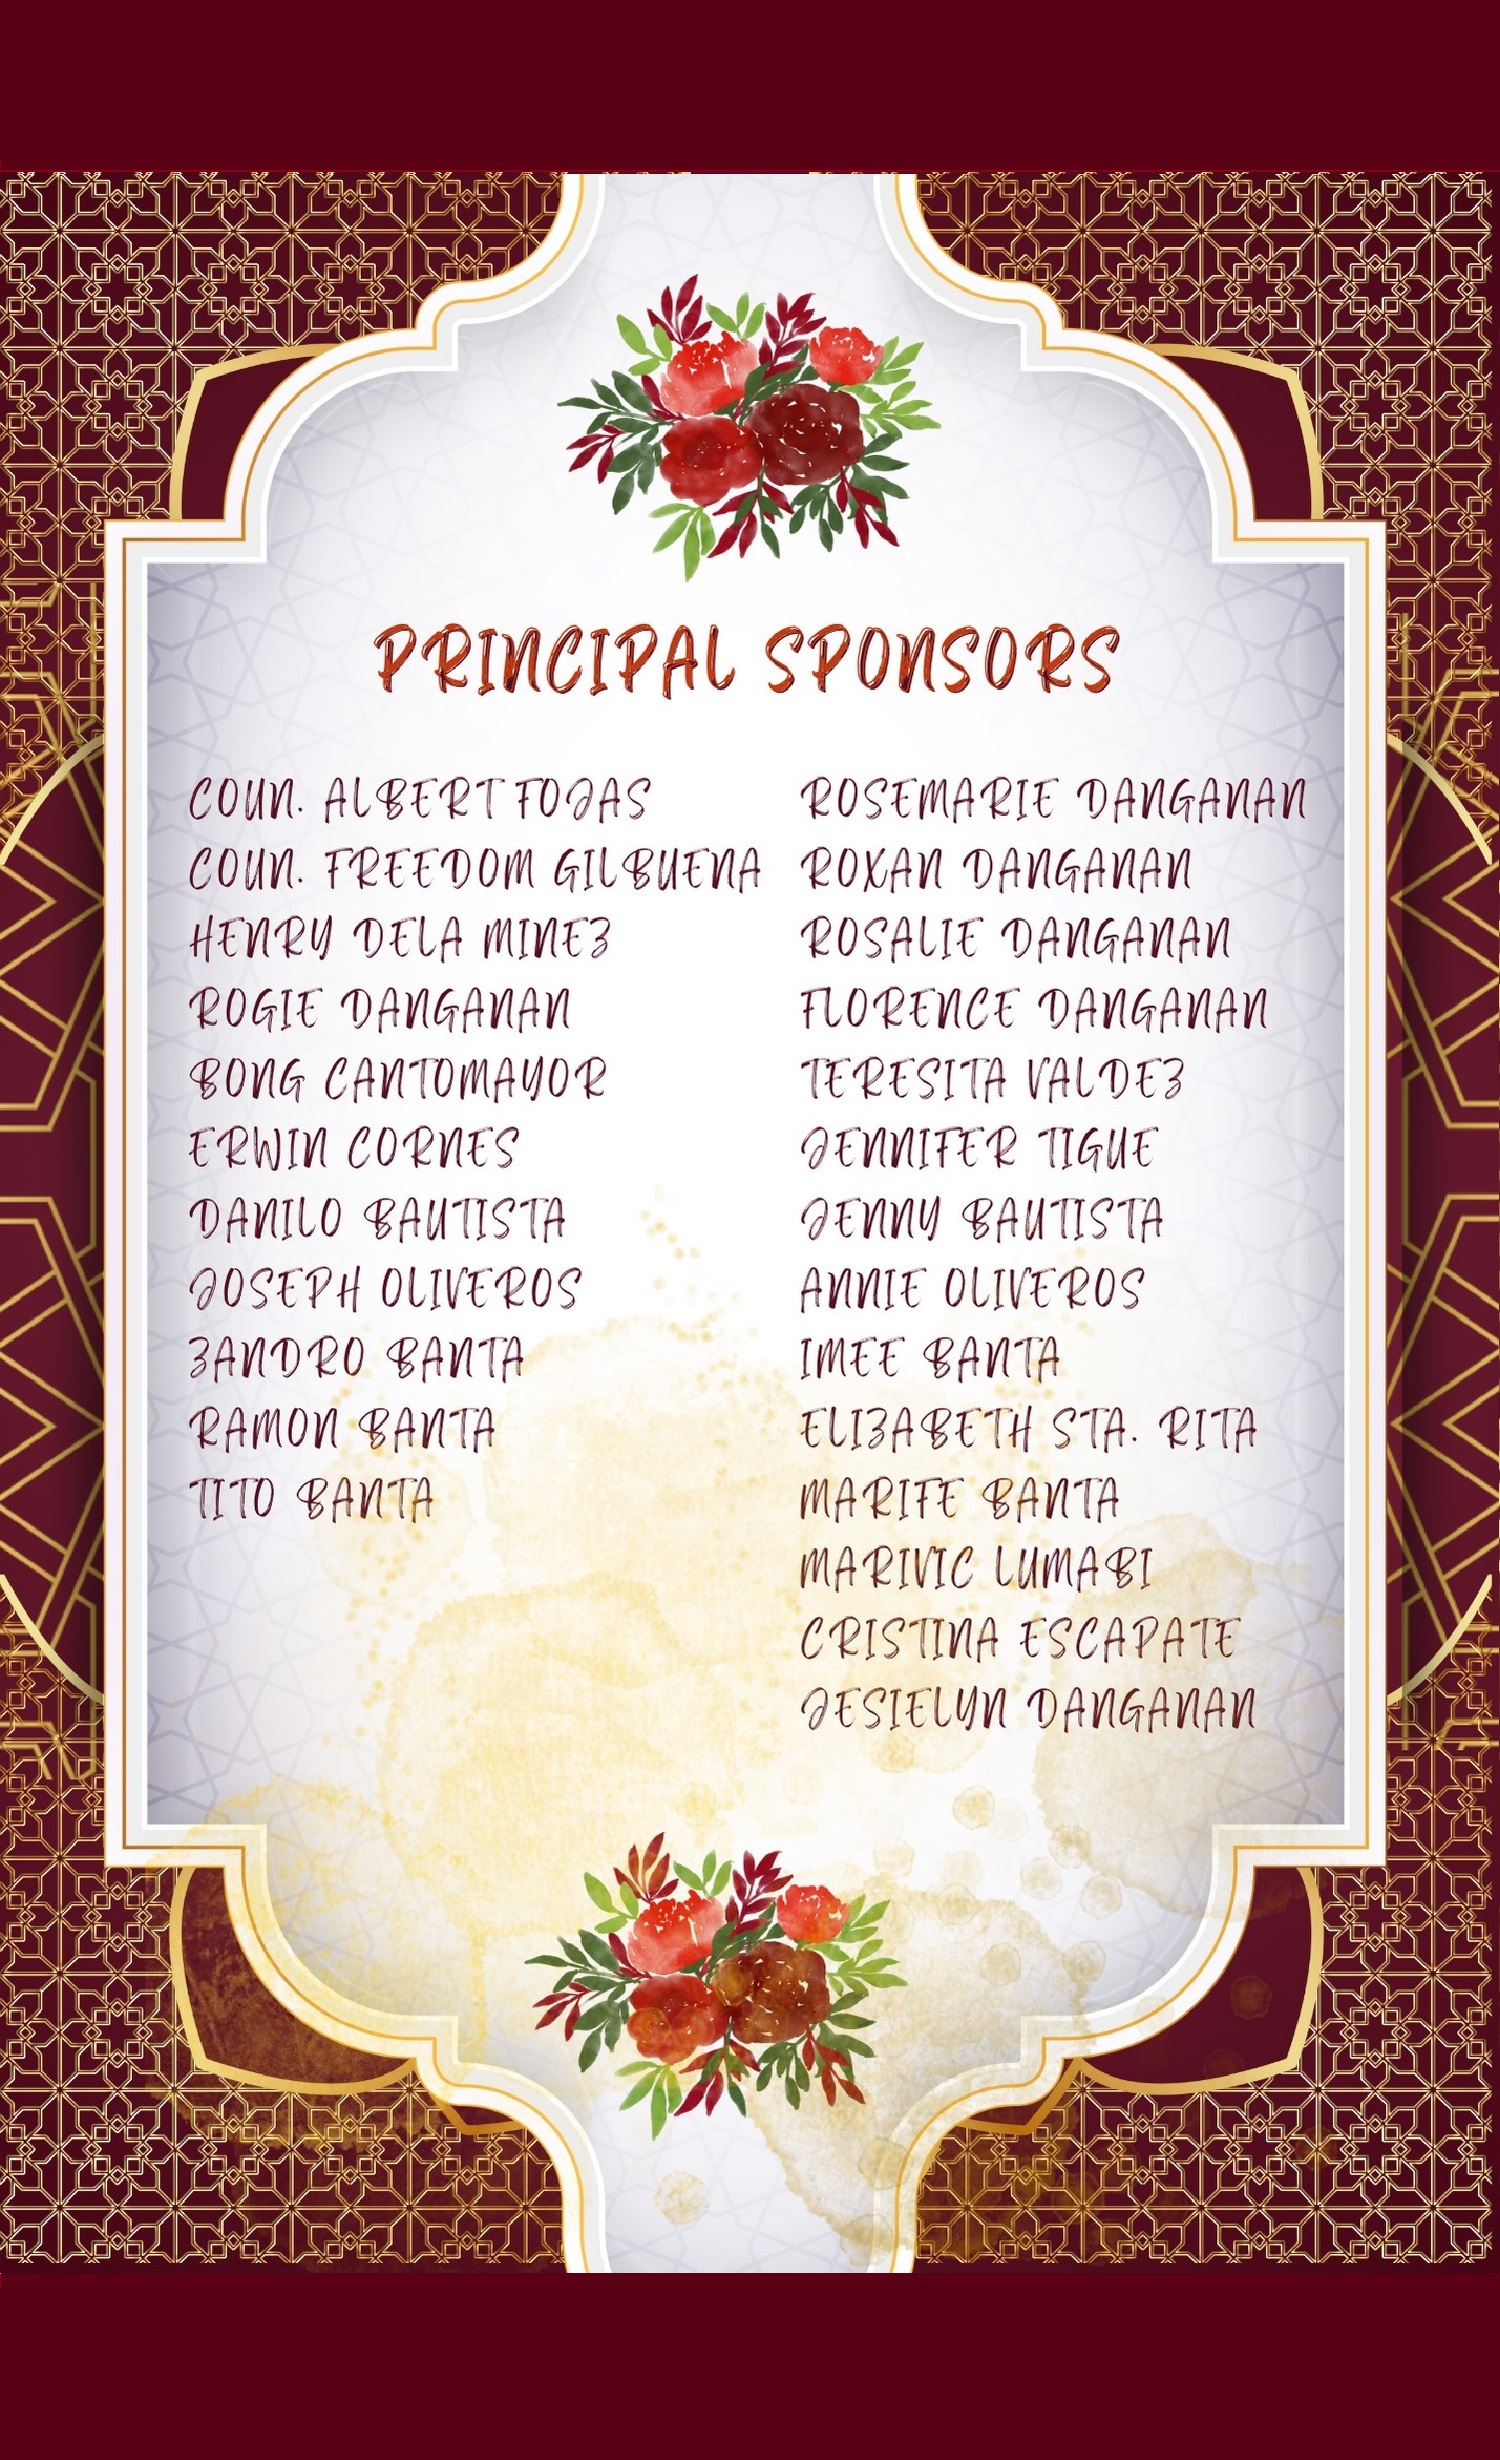 PRINCIPAL SPONSORS
COUN. ALBERT FOJAS
COUN. FREEDOM GILBUENA
HENRY DELA MINEZ
ROGIE DANGANAN
BONG CANTOMAYOR
ERWIN CORNES
DANILO BAUTISTA
JOSEPH OLIVEROS
ZANDRO BANTA
RAMON BANTA
TITO BANTA
ROSEMARIE DANGANAN
ROXAN DANGANAN
ROSALIE DANGANAN
FLORENCE DANGANAN
TERESITA VALDEZ
JENNIFER TIGUE
JENNY BAUTISTA
ANNIE OLIVEROS
IMEE BANTA
ELIZABETH STA. RITA
MARIFE BANTA
MARIVIC LUMABI
CRISTINA ESCAPATE
JESIELYN DANGANAN